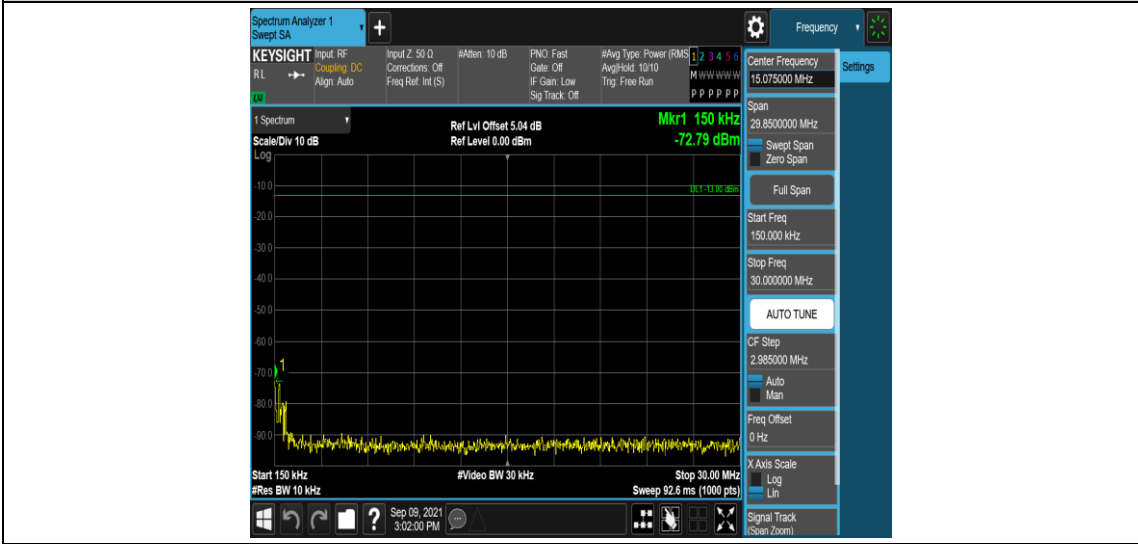 Spectrum Analyzer 1
Swept SA
+
Frequency
KEYSIGHT
RL
LNI
Input: RF
Coupling: DC
Align: Auto
Input Z: 50 Ω
Corrections: Off
Freq Ref: Int (S)
#Atten: 10 dB
PNO: Fast
Gate: Off
IF Gain: Low
Sig Track: Off
#Avg Type: Power (RMS
Avg|Hold: 10/10
Trig: Free Run
1 2 3 4 5 6
M W W W W W
P P P P P P
1 Spectrum
Scale/Div 10 dB
Log
Ref Lvl Offset 5.04 dB
Ref Level 0.00 dBm
Mkr1 150 kHz
-72.79 dBm
DL1 -13.00 dBm
-10.0
-20.0
-30.0
-40.0
-50.0
-60.0
-70.0
-80.0
-90.0
1
Start 150 kHz
#Res BW 10 kHz
#Video BW 30 kHz
Stop 30.00 MHz
Sweep 92.6 ms (1000 pts)
Center Frequency
15.075000 MHz
Settings
Span
29.8500000 MHz
Swept Span
Zero Span
Full Span
Start Freq
150.000 kHz
Stop Freq
30.000000 MHz
AUTO TUNE
CF Step
2.985000 MHz
Auto
Man
Freq Offset
0 Hz
X Axis Scale
Log
Lin
Signal Track
(Span Zoom)
?
Sep 09, 2021
3:02:00 PM